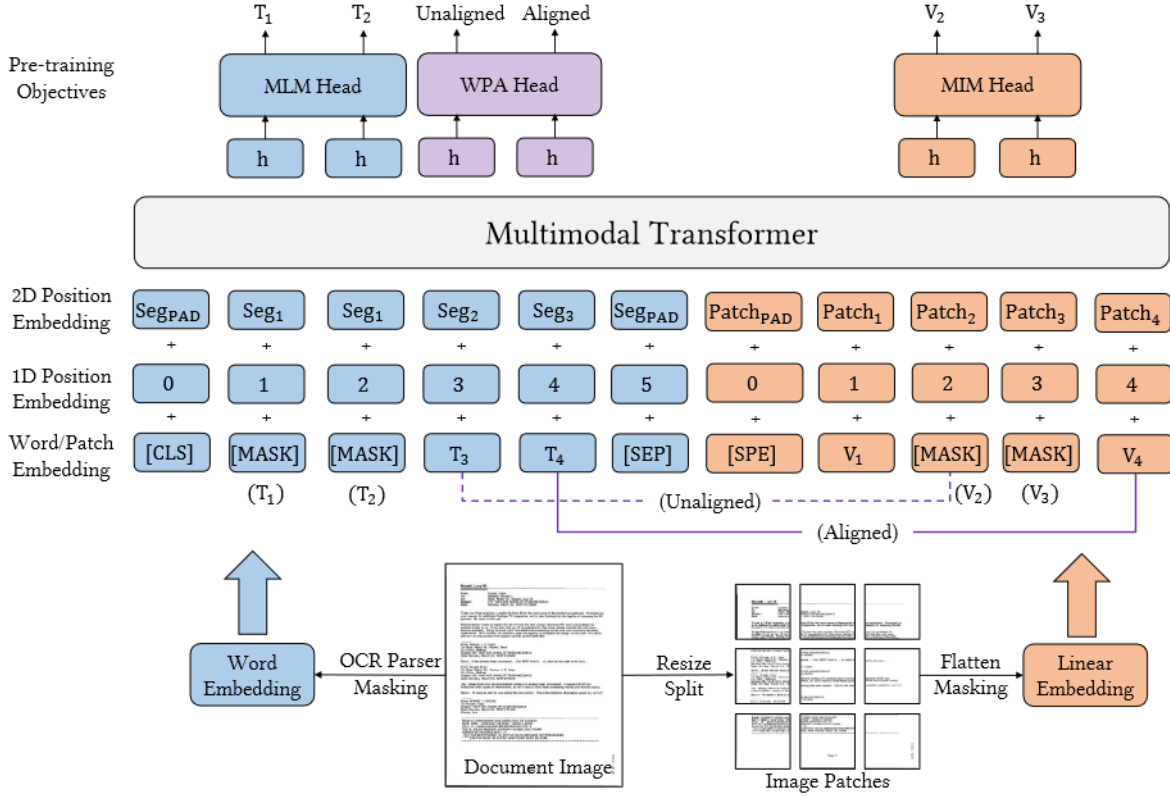 T₁ T₂ Unaligned Aligned V₂ V₃
Pre-training
Objectives
MLM Head WPA Head MIM Head
h h h h h h
Multimodal Transformer
2D Position
Embedding
Seg_PAD Seg₁ Seg₁ Seg₂ Seg₃ Seg_PAD Patch_PAD Patch₁ Patch₂ Patch₃ Patch₄
+ + + + + + + + + + +
1D Position
Embedding
0 1 2 3 4 5 0 1 2 3 4
+ + + + + + + + + + +
Word/Patch
Embedding
[CLS] [MASK] [MASK] T₃ T₄ [SEP] [SPE] V₁ [MASK] [MASK] V₄
(T₁) (T₂) (Unaligned) (V₂) (V₃)
(Aligned)
Word
Embedding
OCR Parser
Masking
Document Image
Resize
Split
Image Patches
Flatten
Masking
Linear
Embedding